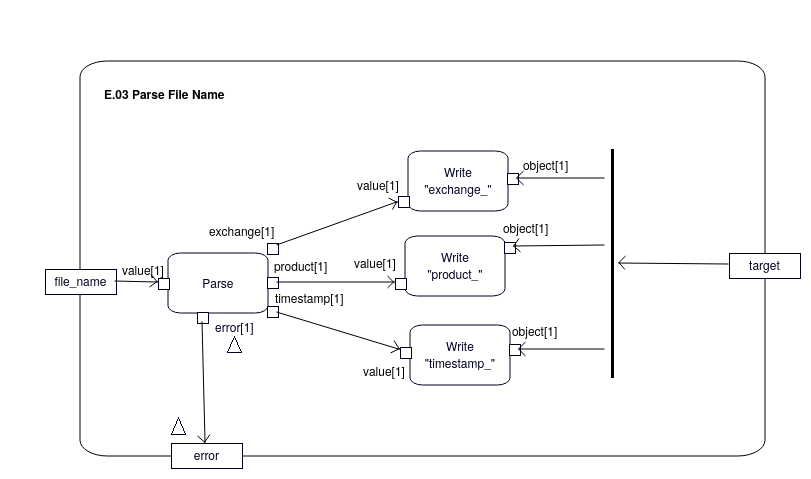 E.03 Parse File Name
Write
"exchange_"
object[1]
value[1]
exchange[1]
Write
"product_"
object[1]
value[1]
product[1]
value[1]
file_name
Parse
target
timestamp[1]
error[1]
Write
"timestamp_"
object[1]
value[1]
error